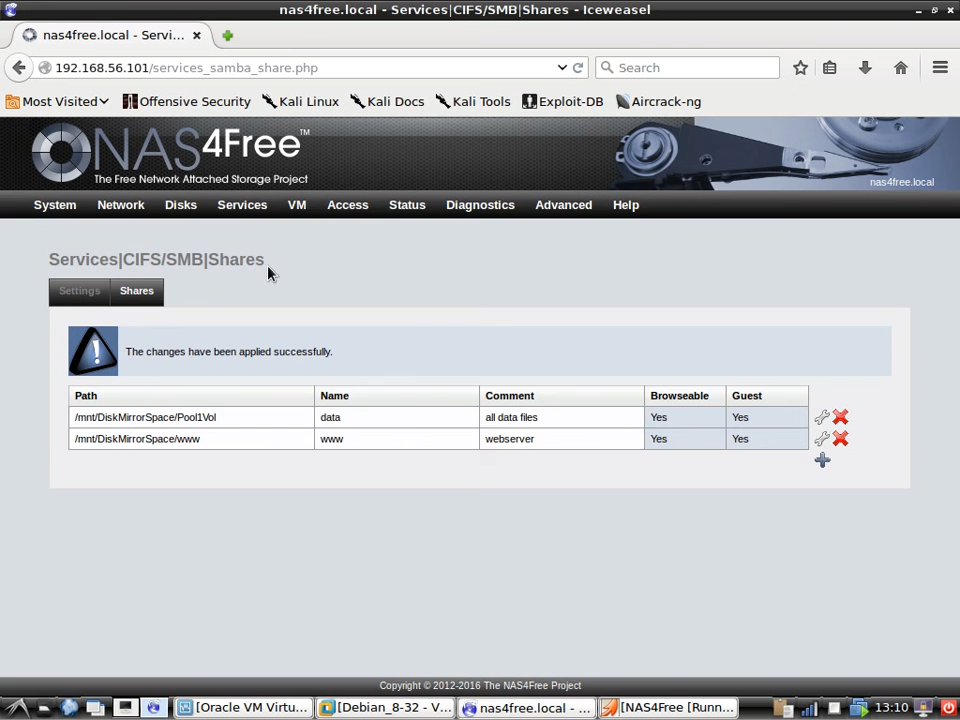 nas4free.local - Services|CIFS/SMB|Shares - Iceweasel
nas4free.local - Servi...
192.168.56.101/services_samba_share.php
Search
Most Visited
Offensive Security
Kali Linux
Kali Docs
Kali Tools
Exploit-DB
Aircrack-ng
NAS4Free™
The Free Network Attached Storage Project
nas4free.local
System Network Disks Services VM Access Status Diagnostics Advanced Help
Services|CIFS/SMB|Shares
Settings Shares
The changes have been applied successfully.
Path Name Comment Browseable Guest
/mnt/DiskMirrorSpace/Pool1Vol data all data files Yes Yes
/mnt/DiskMirrorSpace/www www webserver Yes Yes
Copyright © 2012-2016 The NAS4Free Project
[Oracle VM Virtu...
[Debian_8-32 - V...
nas4free.local - ...
[NAS4Free [Runn...
13:10